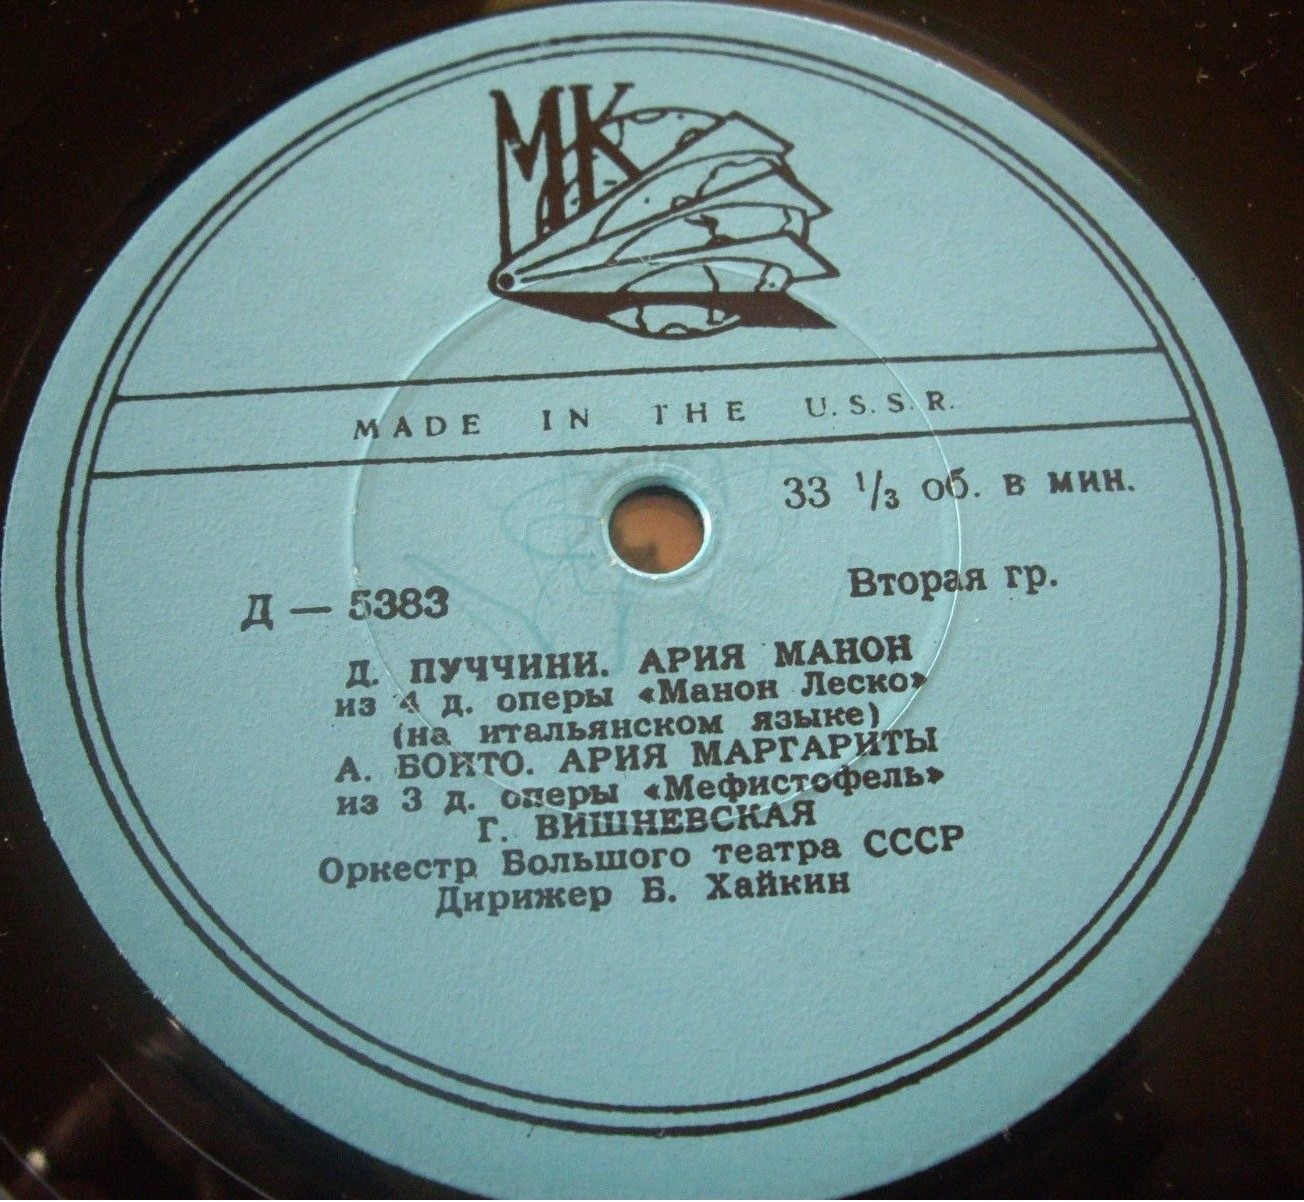 МК
MADE IN THE U.S.S.R.
33 1/3 об. в мин.
Вторая гр.
Д — 5383
Д. ПУЧЧИНИ. АРИЯ МАНОН
из 4 д. оперы «Манон Леско»
(на итальянском языке)
А. БОИТО. АРИЯ МАРГАРИТЫ
из 3 д. оперы «Мефистофель»
Г. ВИШНЕВСКАЯ
Оркестр Большого театра СССР
Дирижер Б. Хайкин